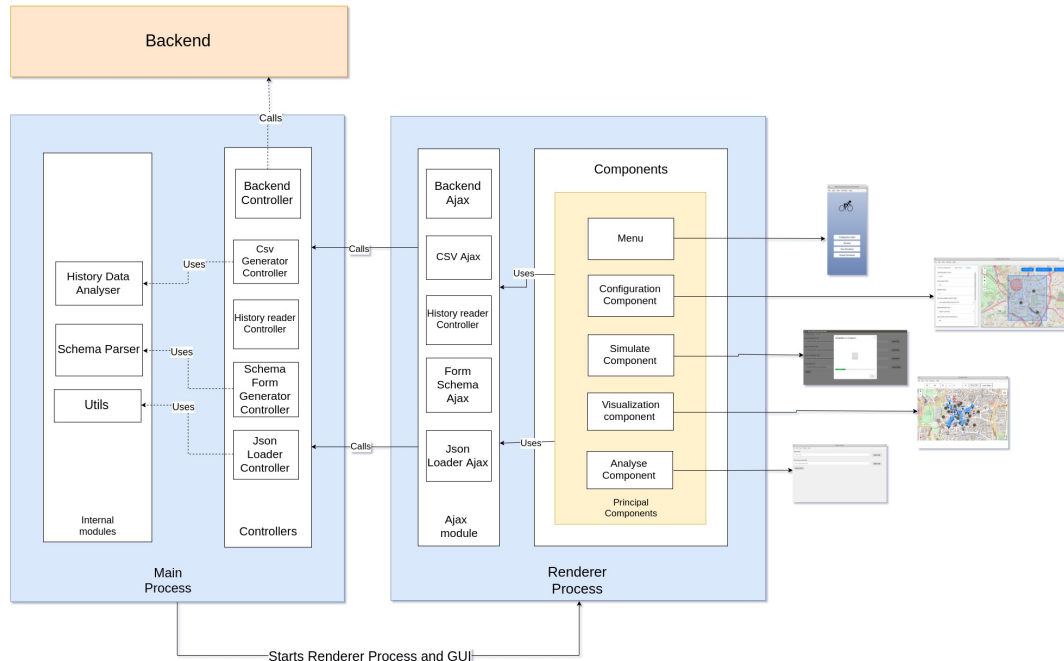 Backend
Calls
Backend
Controller
Csv
Generator
Controller
History reader
Controller
Schema
Form
Generator
Controller
Json
Loader
Controller
Controllers
Uses
Uses
Uses
History Data
Analyser
Schema Parser
Utils
Internal
modules
Main
Process
Calls
Calls
Backend
Ajax
CSV Ajax
History reader
Controller
Form
Schema
Ajax
Json
Loader Ajax
Ajax
module
Uses
Uses
Components
Menu
Configuration
Component
Simulate
Component
Visualization
component
Analyse
Component
Principal
Components
Renderer
Process
Starts Renderer Process and GUI